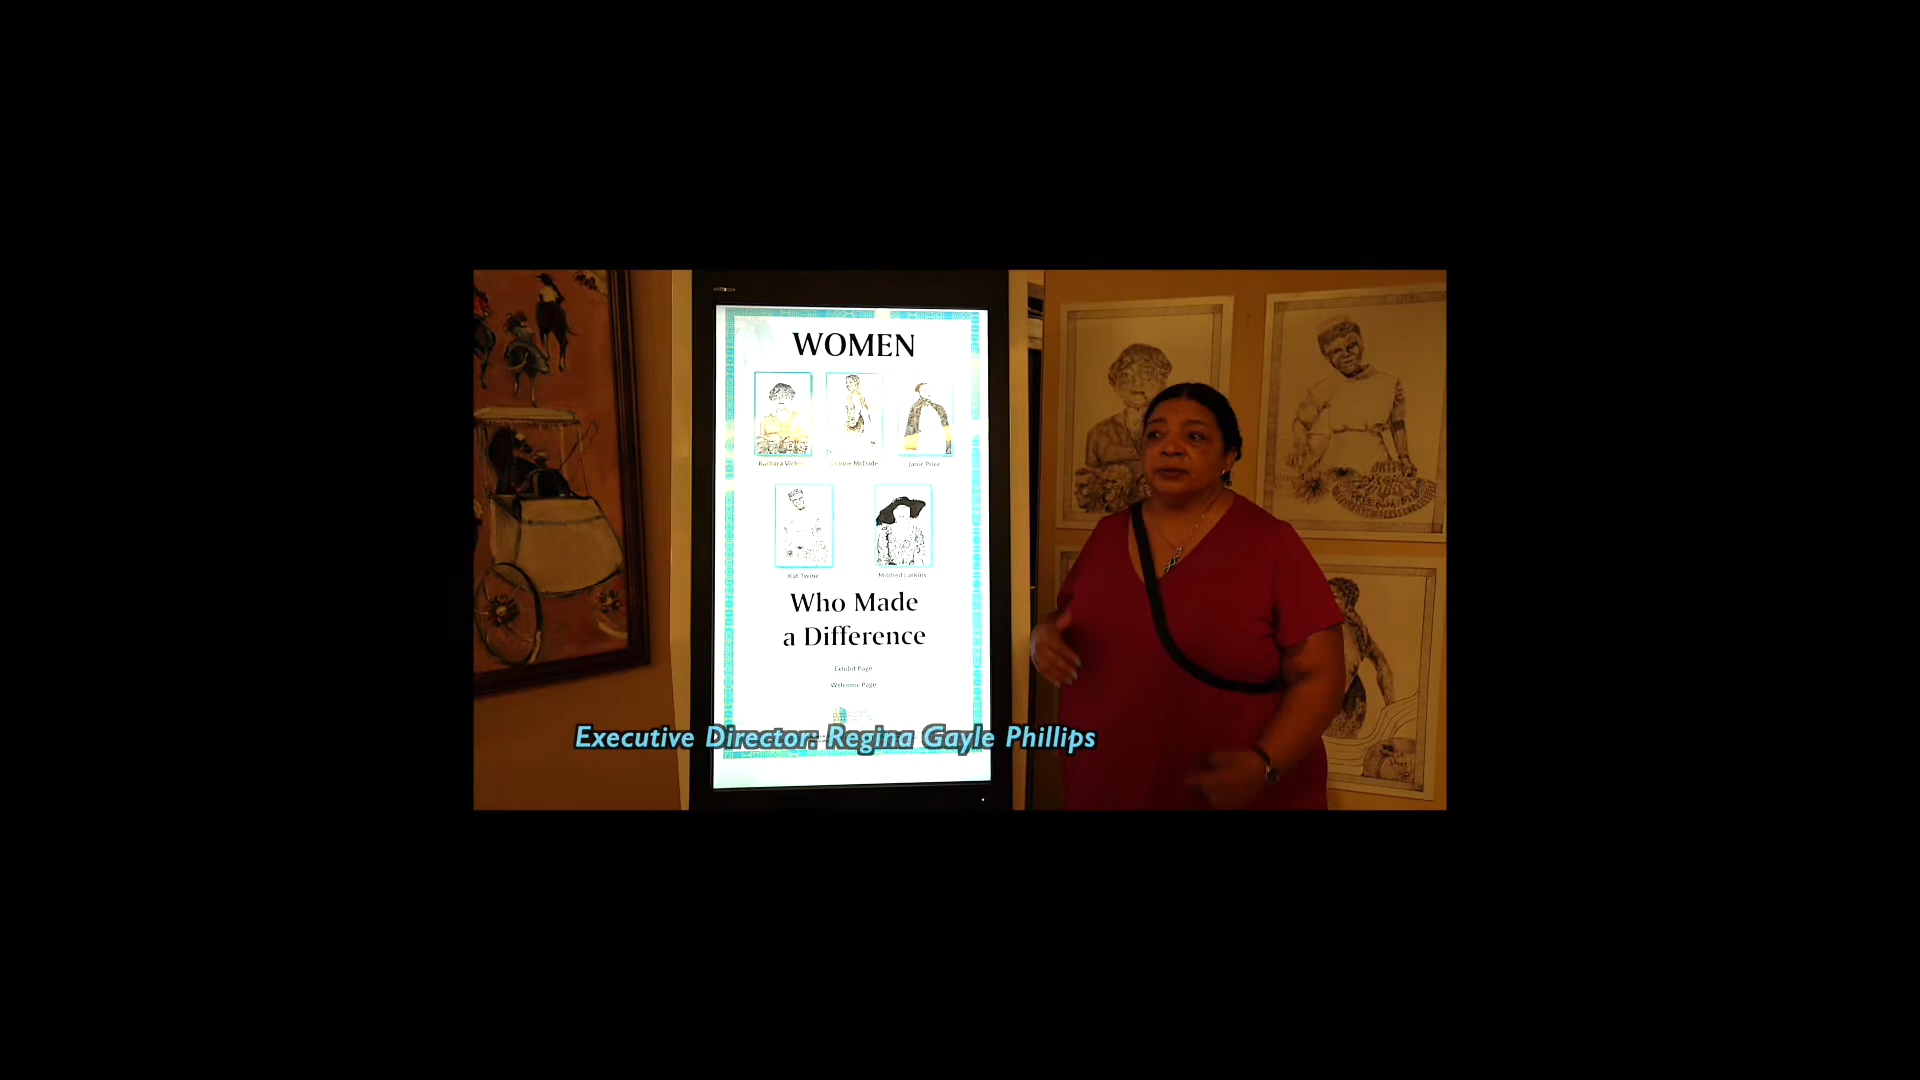 WOMEN
Barbara Vickers
McDade
Janie Price
Kat Twine
Mildred Larkins
Who Made
a Difference
Exhibit Page
Welcome Page
Executive Director: Regina Gayle Phillips